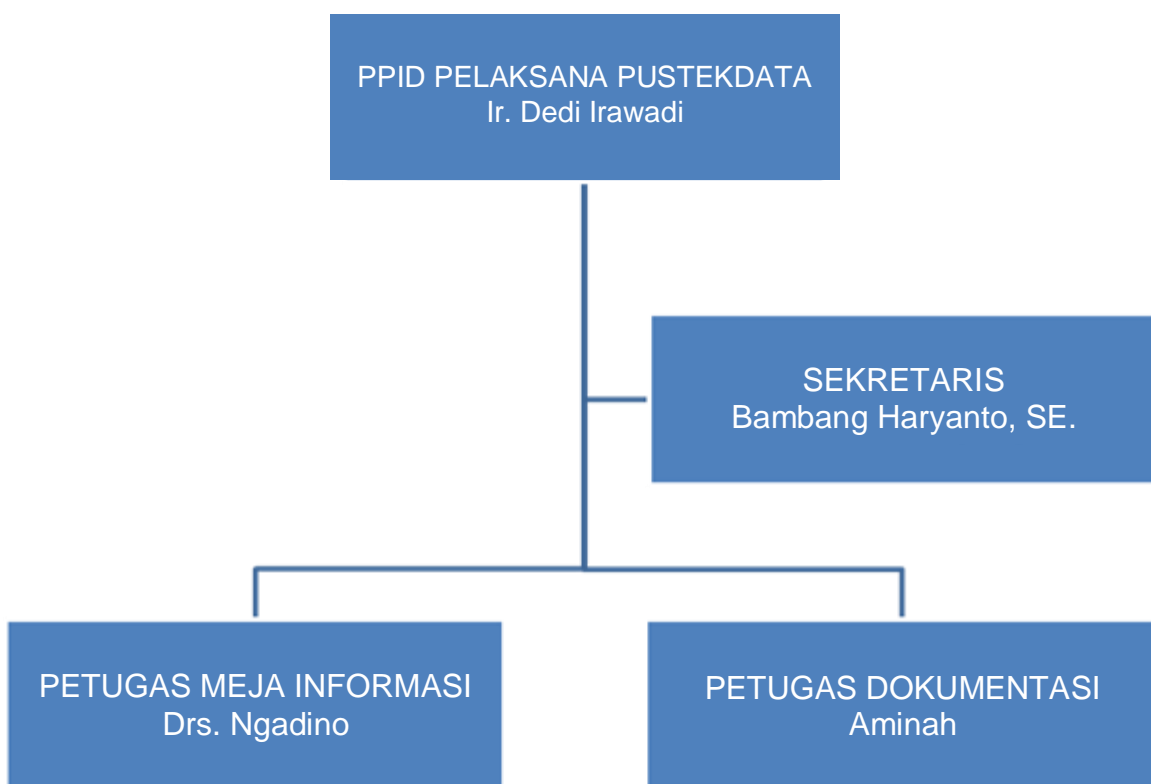 PPID PELAKSANA PUSTEKDATA
Ir. Dedi Irawadi
SEKRETARIS
Bambang Haryanto, SE.
PETUGAS MEJA INFORMASI
Drs. Ngadino
PETUGAS DOKUMENTASI
Aminah